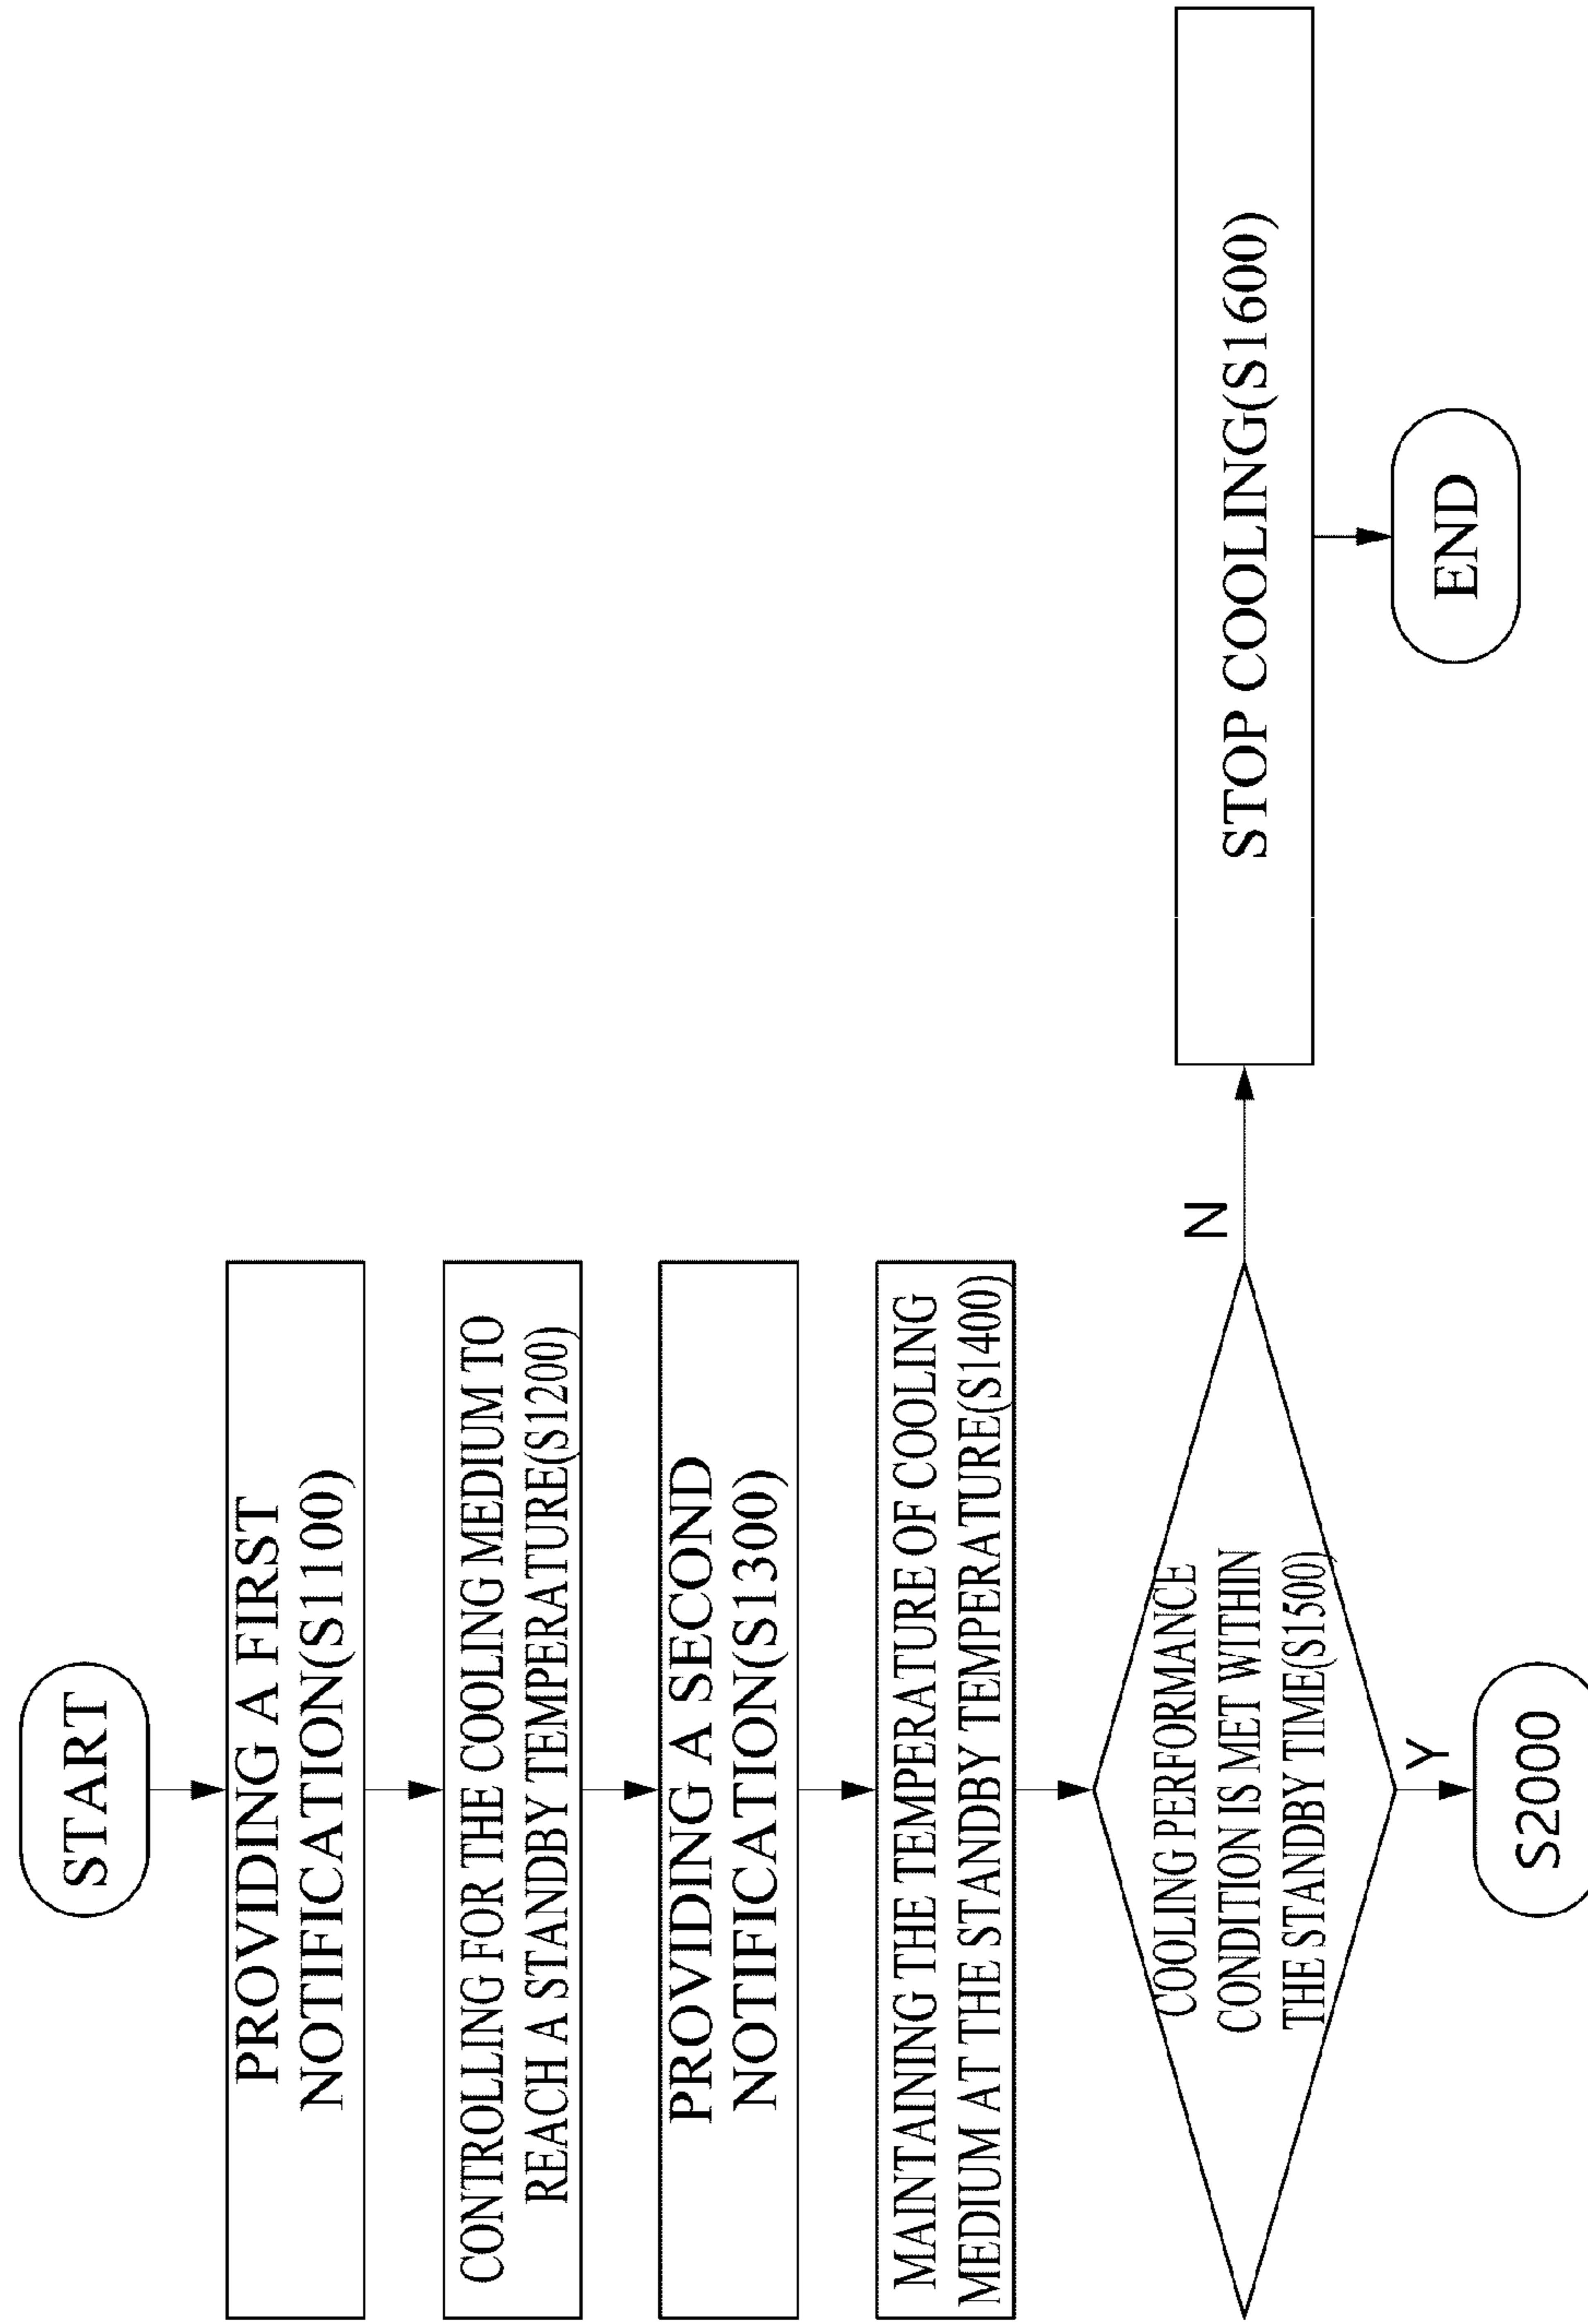 START
PROVIDING A FIRST
NOTIFICATION(S1100)
CONTROLLING FOR THE COOLING MEDIUM TO
REACH A STANDBY TEMPERATURE(S1200)
PROVIDING A SECOND
NOTIFICATION(S1300)
MAINTAINING THE TEMPERATURE OF COOLING
MEDIUM AT THE STANDBY TEMPERATURE(S1400)
COOLING PERFORMANCE
CONDITION IS MET WITHIN
THE STANDBY TIME(S1500)
N
STOP COOLING(S1600)
END
Y
S2000